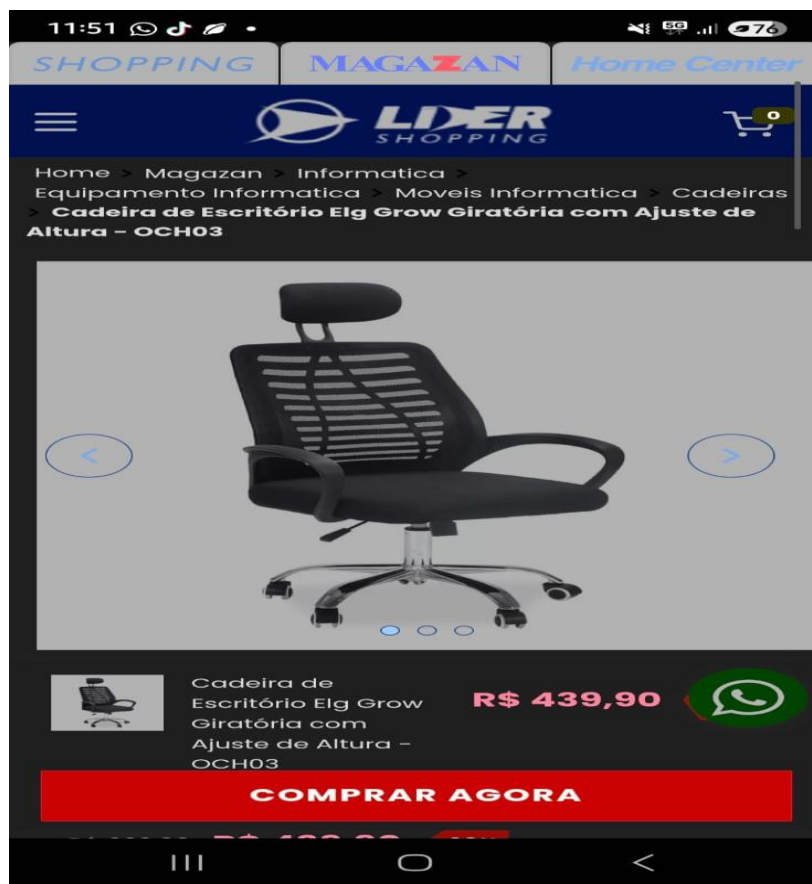 11:51
5G 76
SHOPPING MAGAZAN Home Center
LIDER
SHOPPING
0
Home > Magazan > Informatica >
Equipamento Informatica > Moveis Informatica > Cadeiras
> Cadeira de Escritório Elg Grow Giratória com Ajuste de
Altura – OCH03
< >
Cadeira de
Escritório Elg Grow
Giratória com
Ajuste de Altura –
OCH03
R$ 439,90
COMPRAR AGORA